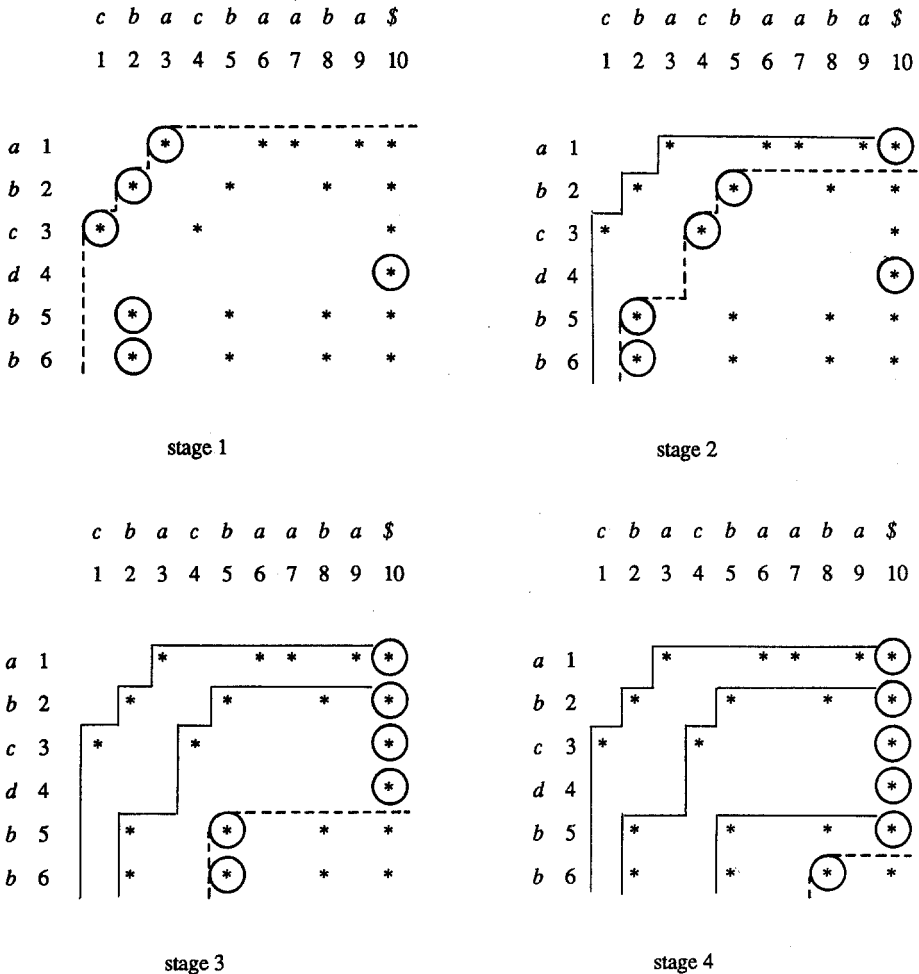 c b a c b a a b a $
1 2 3 4 5 6 7 8 9 10
a 1 * * * * *
b 2 * * * *
c 3 * * *
d 4 *
b 5 * * * *
b 6 * * * *
stage 1
c b a c b a a b a $
1 2 3 4 5 6 7 8 9 10
a 1 * * * * *
b 2 * * * *
c 3 * * *
d 4 *
b 5 * * * *
b 6 * * * *
stage 2
c b a c b a a b a $
1 2 3 4 5 6 7 8 9 10
a 1 * * * * *
b 2 * * * *
c 3 * * *
d 4 *
b 5 * * * *
b 6 * * * *
stage 3
c b a c b a a b a $
1 2 3 4 5 6 7 8 9 10
a 1 * * * * *
b 2 * * * *
c 3 * * *
d 4 *
b 5 * * * *
b 6 * * * *
stage 4